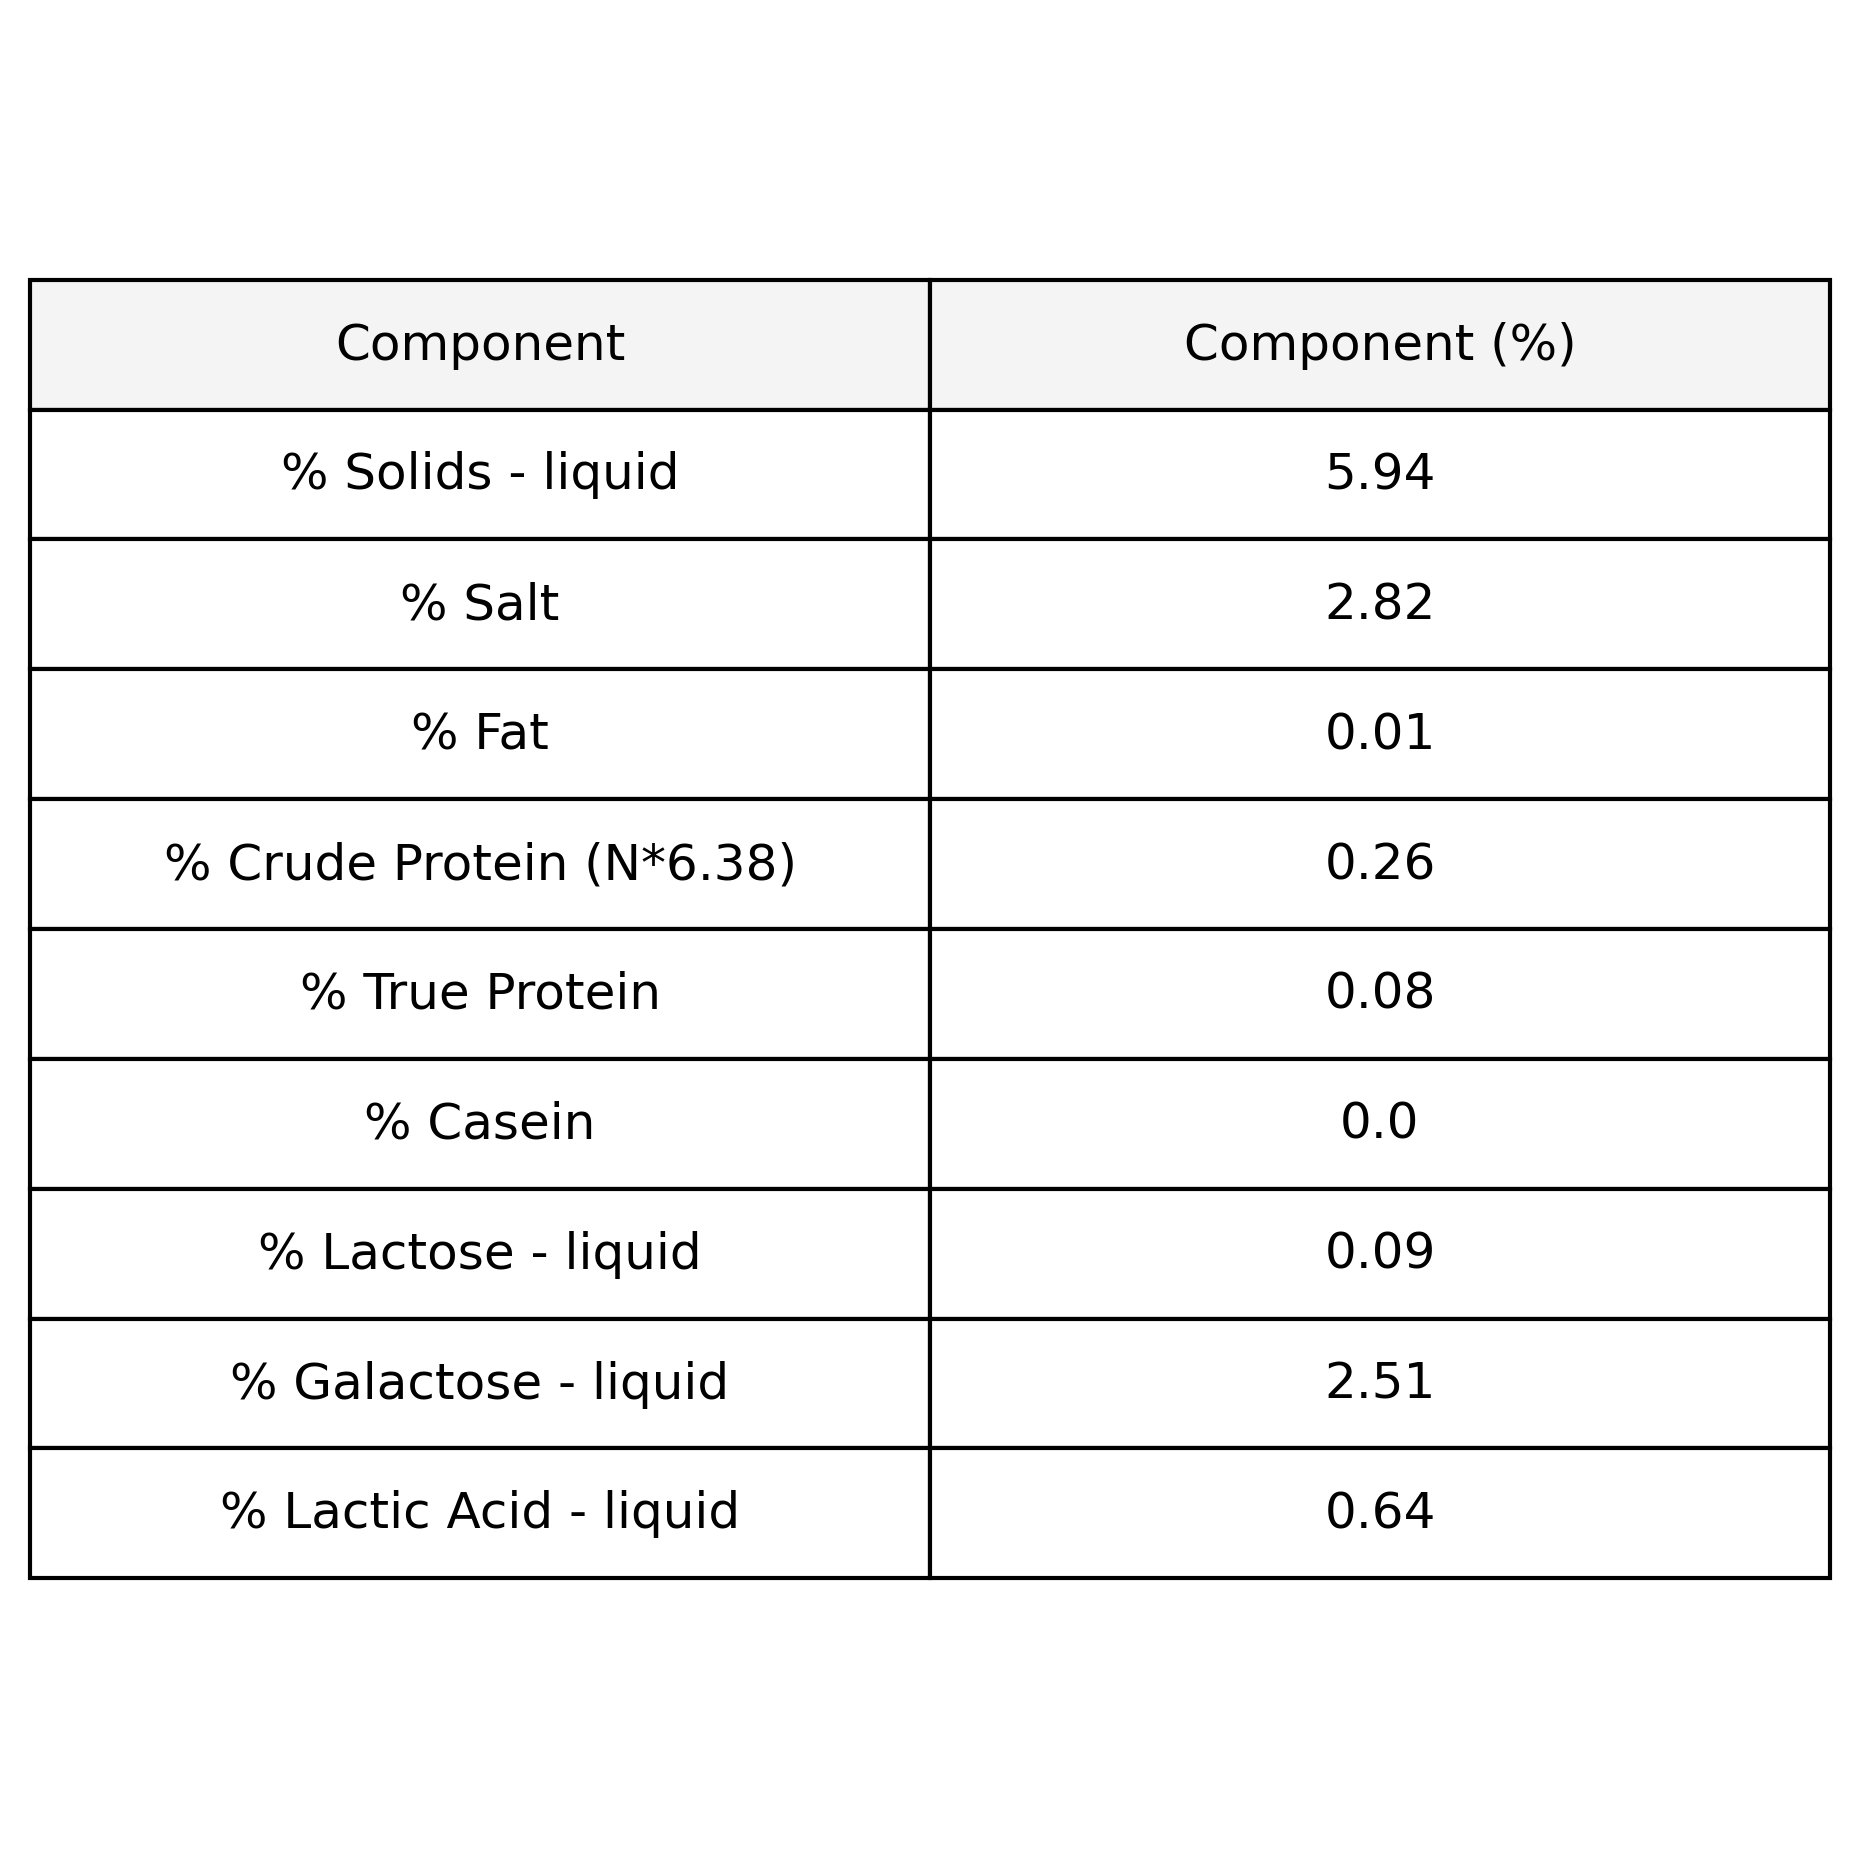 Component Component (%)
% Solids - liquid 5.94
% Salt 2.82
% Fat 0.01
% Crude Protein (N*6.38) 0.26
% True Protein 0.08
% Casein 0.0
% Lactose - liquid 0.09
% Galactose - liquid 2.51
% Lactic Acid - liquid 0.64